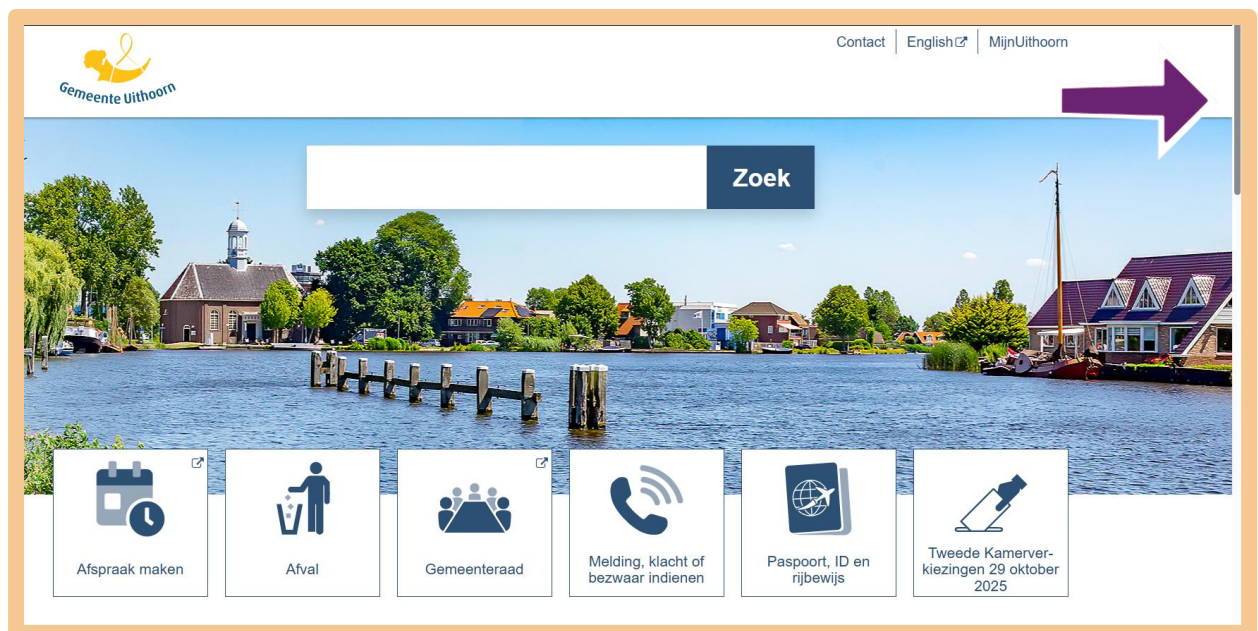 Gemeente Uithoorn
Contact
English
MijnUithoorn
Zoek
Afspraak maken
Afval
Gemeenteraad
Melding, klacht of
bezwaar indienen
Paspoort, ID en
rijbewijs
Tweede Kamerver-
kiezingen 29 oktober
2025